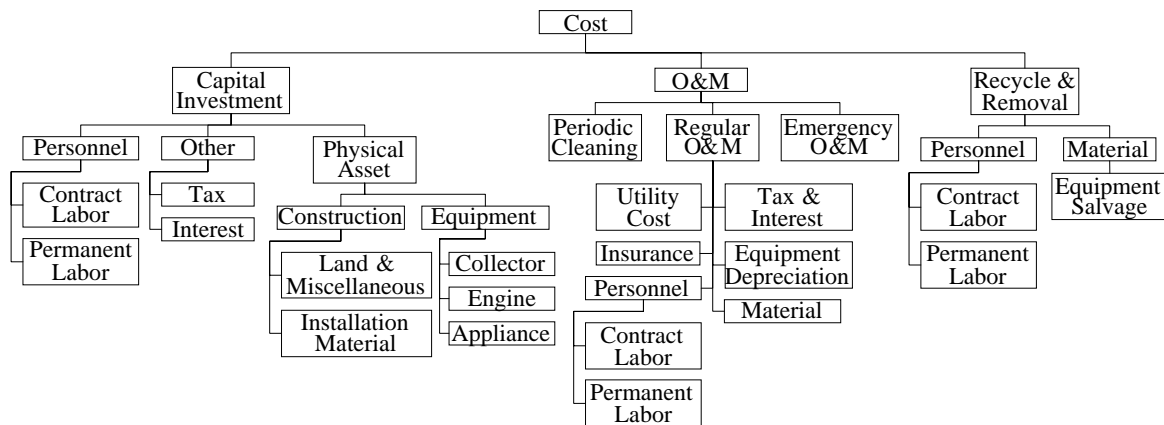 Cost
Capital
Investment
O&M
Recycle &
Removal
Personnel
Other
Physical
Asset
Periodic
Cleaning
Regular
O&M
Emergency
O&M
Personnel
Material
Contract
Labor
Permanent
Labor
Tax
Interest
Construction
Equipment
Land &
Miscellaneous
Installation
Material
Collector
Engine
Appliance
Utility
Cost
Insurance
Personnel
Contract
Labor
Permanent
Labor
Tax &
Interest
Equipment
Depreciation
Material
Contract
Labor
Permanent
Labor
Equipment
Salvage